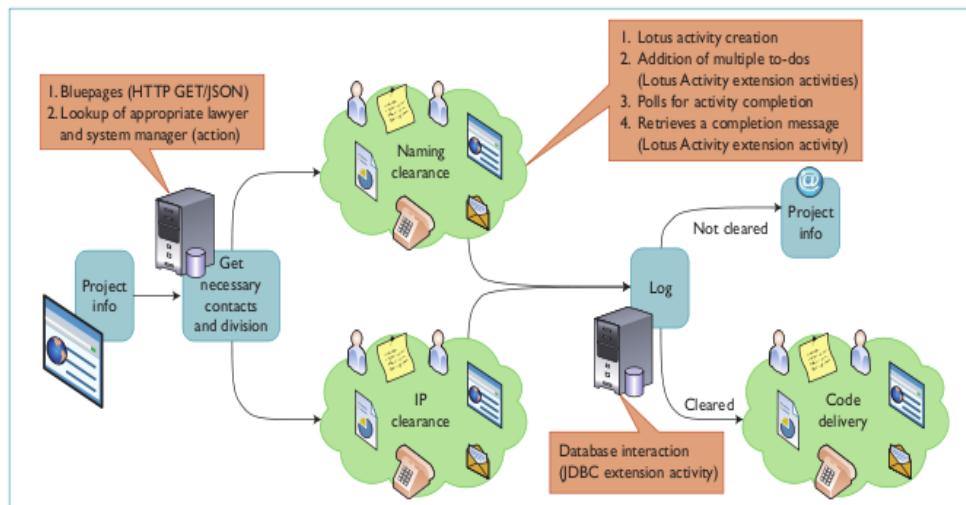 1. Bluepages (HTTP GET/JSON)
2. Lookup of appropriate lawyer
and system manager (action)
1. Lotus activity creation
2. Addition of multiple to-dos
(Lotus Activity extension activities)
3. Polls for activity completion
4. Retrieves a completion message
(Lotus Activity extension activity)
Naming
clearance
Project
info
Get
necessary
contacts
and division
IP
clearance
Log
Not cleared
@
Project
info
Cleared
Code
delivery
Database interaction
(JDBC extension activity)